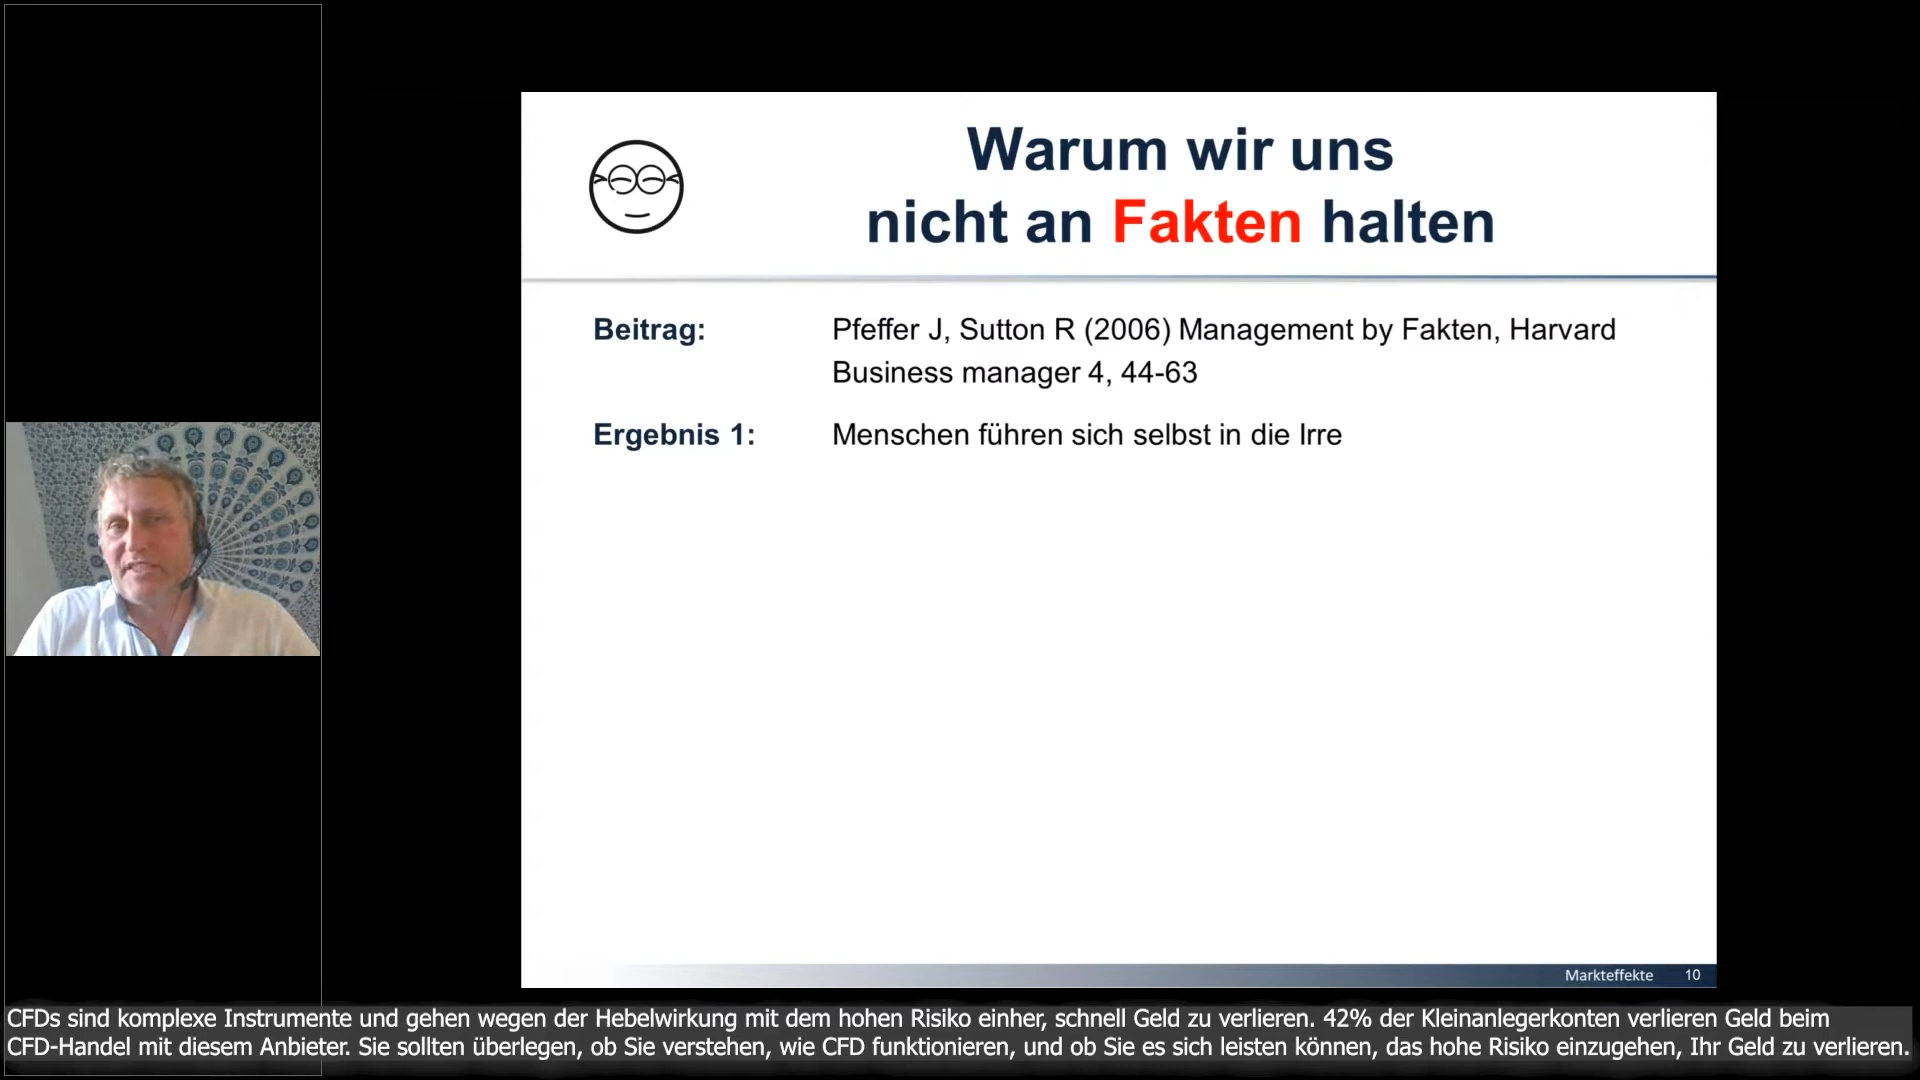 Warum wir uns
nicht an Fakten halten
Beitrag: Pfeffer J, Sutton R (2006) Management by Fakten, Harvard
Business manager 4, 44-63
Ergebnis 1: Menschen führen sich selbst in die Irre
Markteffekte 10
CFDs sind komplexe Instrumente und gehen wegen der Hebelwirkung mit dem hohen Risiko einher, schnell Geld zu verlieren. 42% der Kleinanlegerkonten verlieren Geld beim
CFD-Handel mit diesem Anbieter. Sie sollten überlegen, ob Sie verstehen, wie CFD funktionieren, und ob Sie es sich leisten können, das hohe Risiko einzugehen, Ihr Geld zu verlieren.